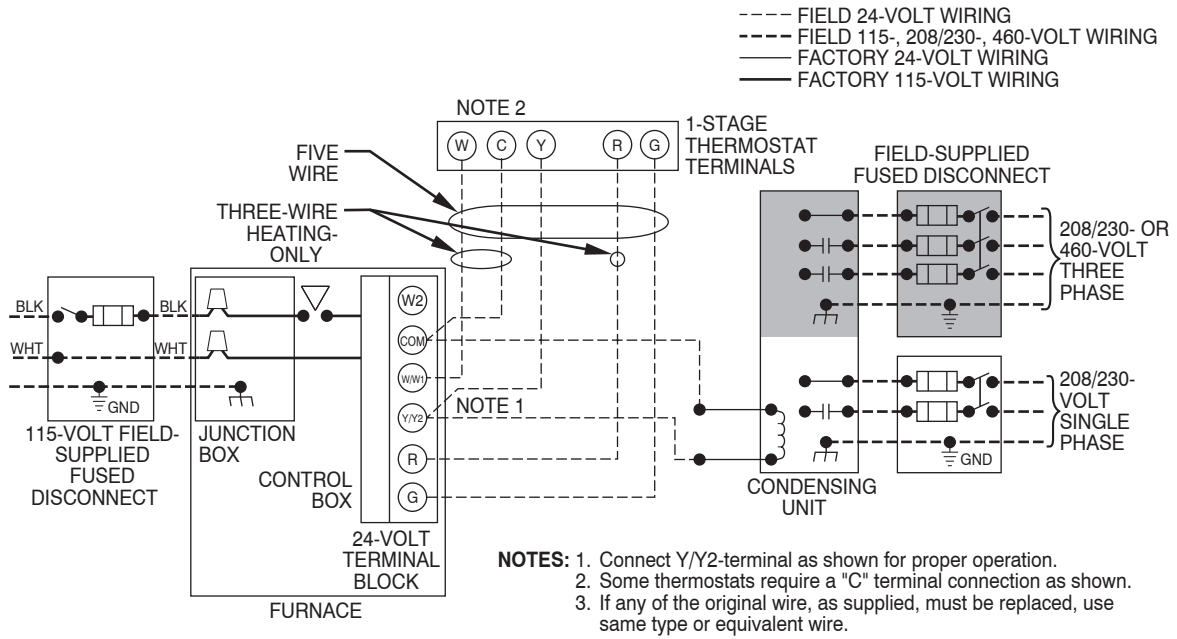 FIELD 24-VOLT WIRING
FIELD 115-, 208/230-, 460-VOLT WIRING
FACTORY 24-VOLT WIRING
FACTORY 115-VOLT WIRING
NOTE 2
W C Y R G
1-STAGE
THERMOSTAT
TERMINALS
FIVE
WIRE
THREE-WIRE
HEATING-
ONLY
FIELD-SUPPLIED
FUSED DISCONNECT
208/230- OR
460-VOLT
THREE
PHASE
BLK
BLK
WHT
WHT
GND
W2
COM
W/W1
Y/Y2
R
G
NOTE 1
115-VOLT FIELD-
SUPPLIED
FUSED
DISCONNECT
JUNCTION
BOX
CONTROL
BOX
24-VOLT
TERMINAL
BLOCK
FURNACE
208/230-
VOLT
SINGLE
PHASE
GND
CONDENSING
UNIT
NOTES: 1. Connect Y/Y2-terminal as shown for proper operation.
2. Some thermostats require a "C" terminal connection as shown.
3. If any of the original wire, as supplied, must be replaced, use
same type or equivalent wire.